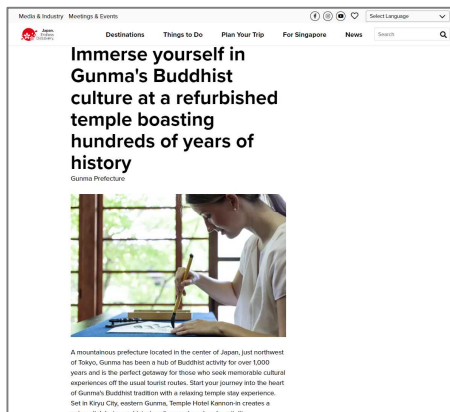 Media & Industry Meetings & Events
Select Language
Japan.
Endless
Discovery.
Destinations Things to Do Plan Your Trip For Singapore News Search
Immerse yourself in
Gunma's Buddhist
culture at a refurbished
temple boasting
hundreds of years of
history
Gunma Prefecture
A mountainous prefecture located in the center of Japan, just northwest
of Tokyo, Gunma has been a hub of Buddhist activity for over 1,000
years and is the perfect getaway for those who seek memorable cultural
experiences off the usual tourist routes. Start your journey into the heart
of Gunma's Buddhist tradition with a relaxing temple stay experience.
Set in Kiryu City, eastern Gunma, Temple Hotel Kannon-in creates a